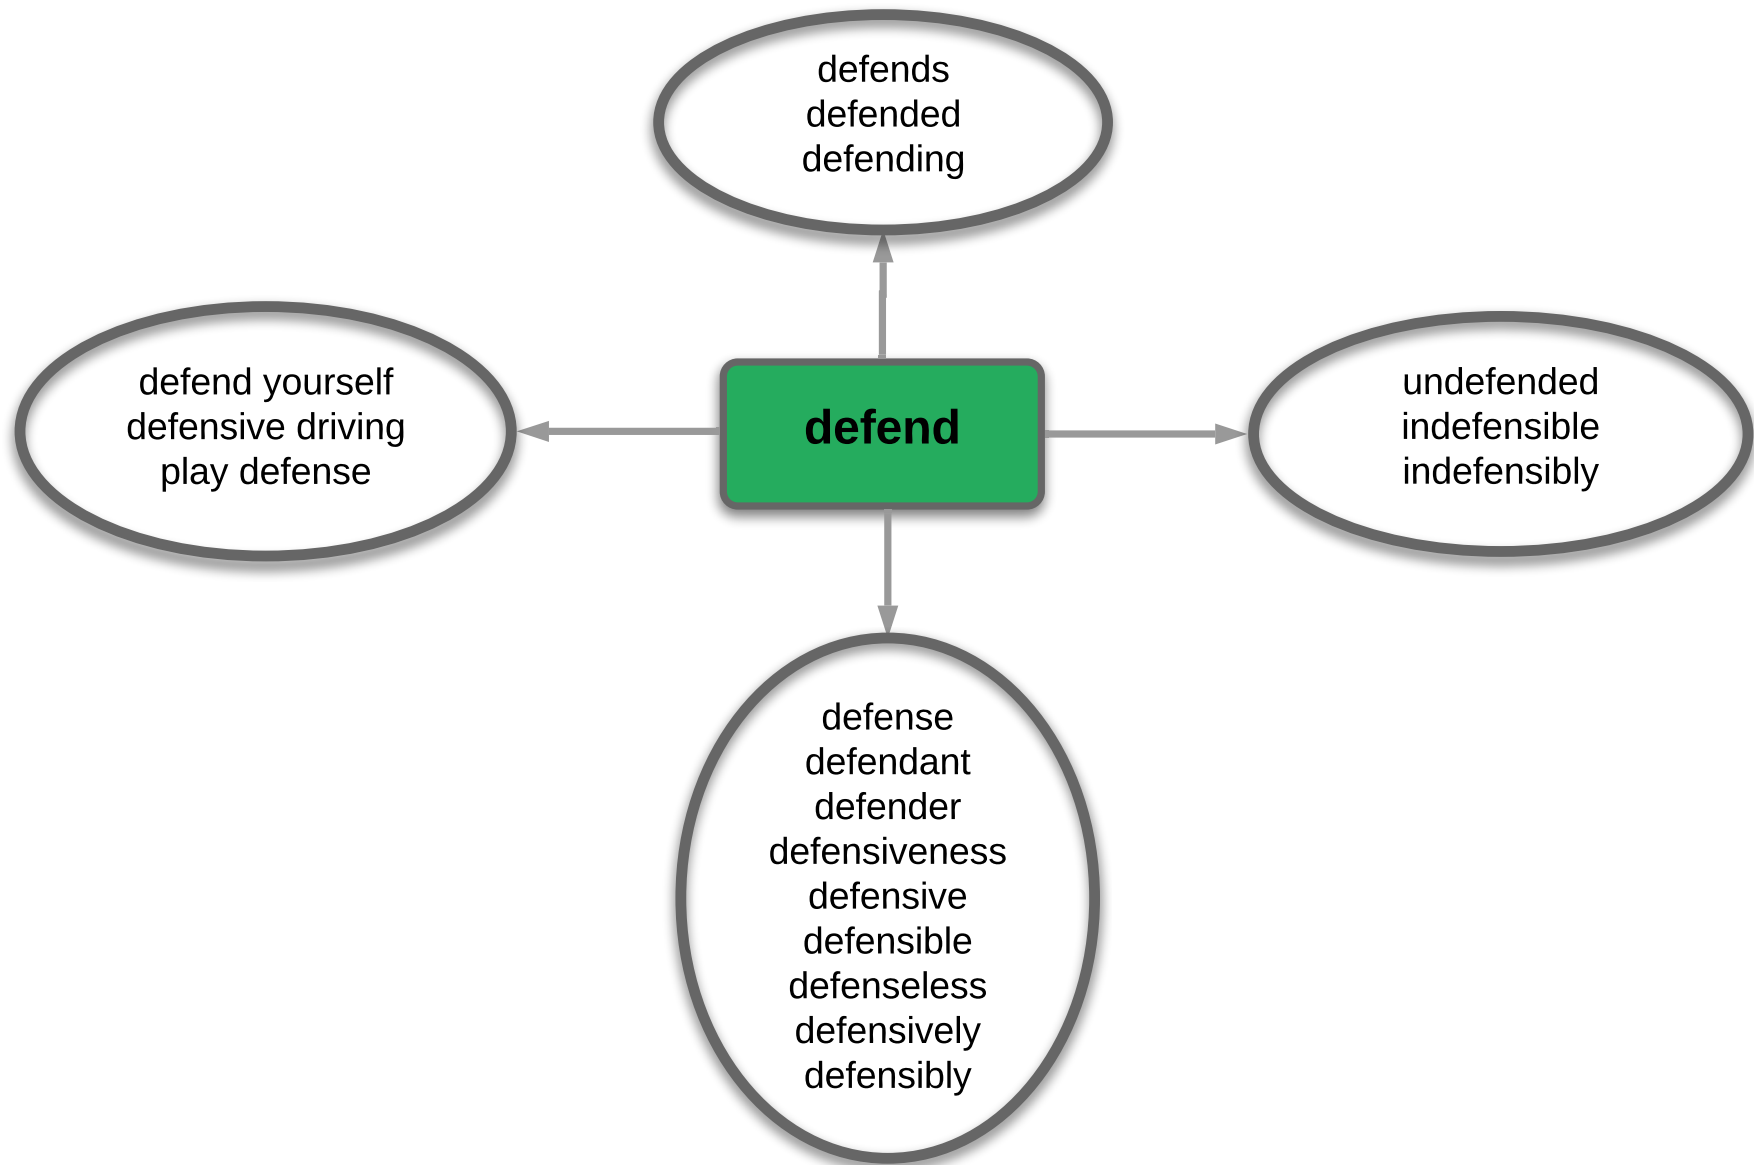 defends
defended
defending
defend yourself
defensive driving
play defense
defend
undefended
indefensible
indefensibly
defense
defendant
defender
defensiveness
defensive
defensible
defenseless
defensively
defensibly